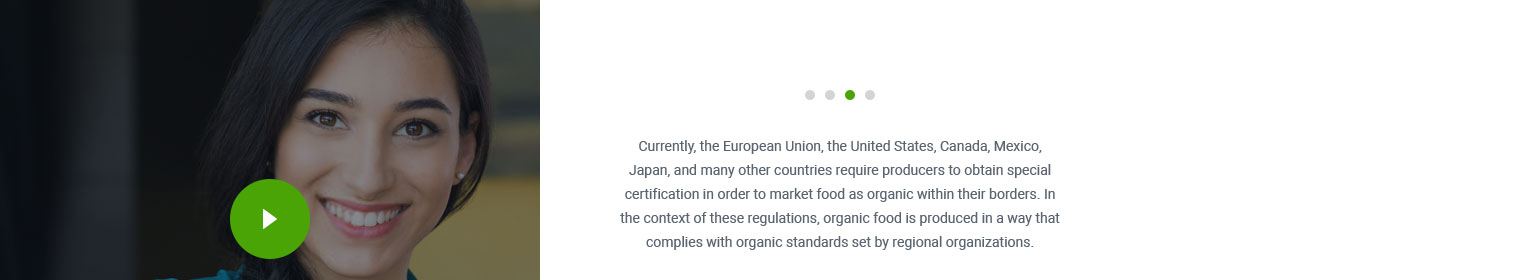 Currently, the European Union, the United States, Canada, Mexico,
Japan, and many other countries require producers to obtain special
certification in order to market food as organic within their borders. In
the context of these regulations, organic food is produced in a way that
complies with organic standards set by regional organizations.